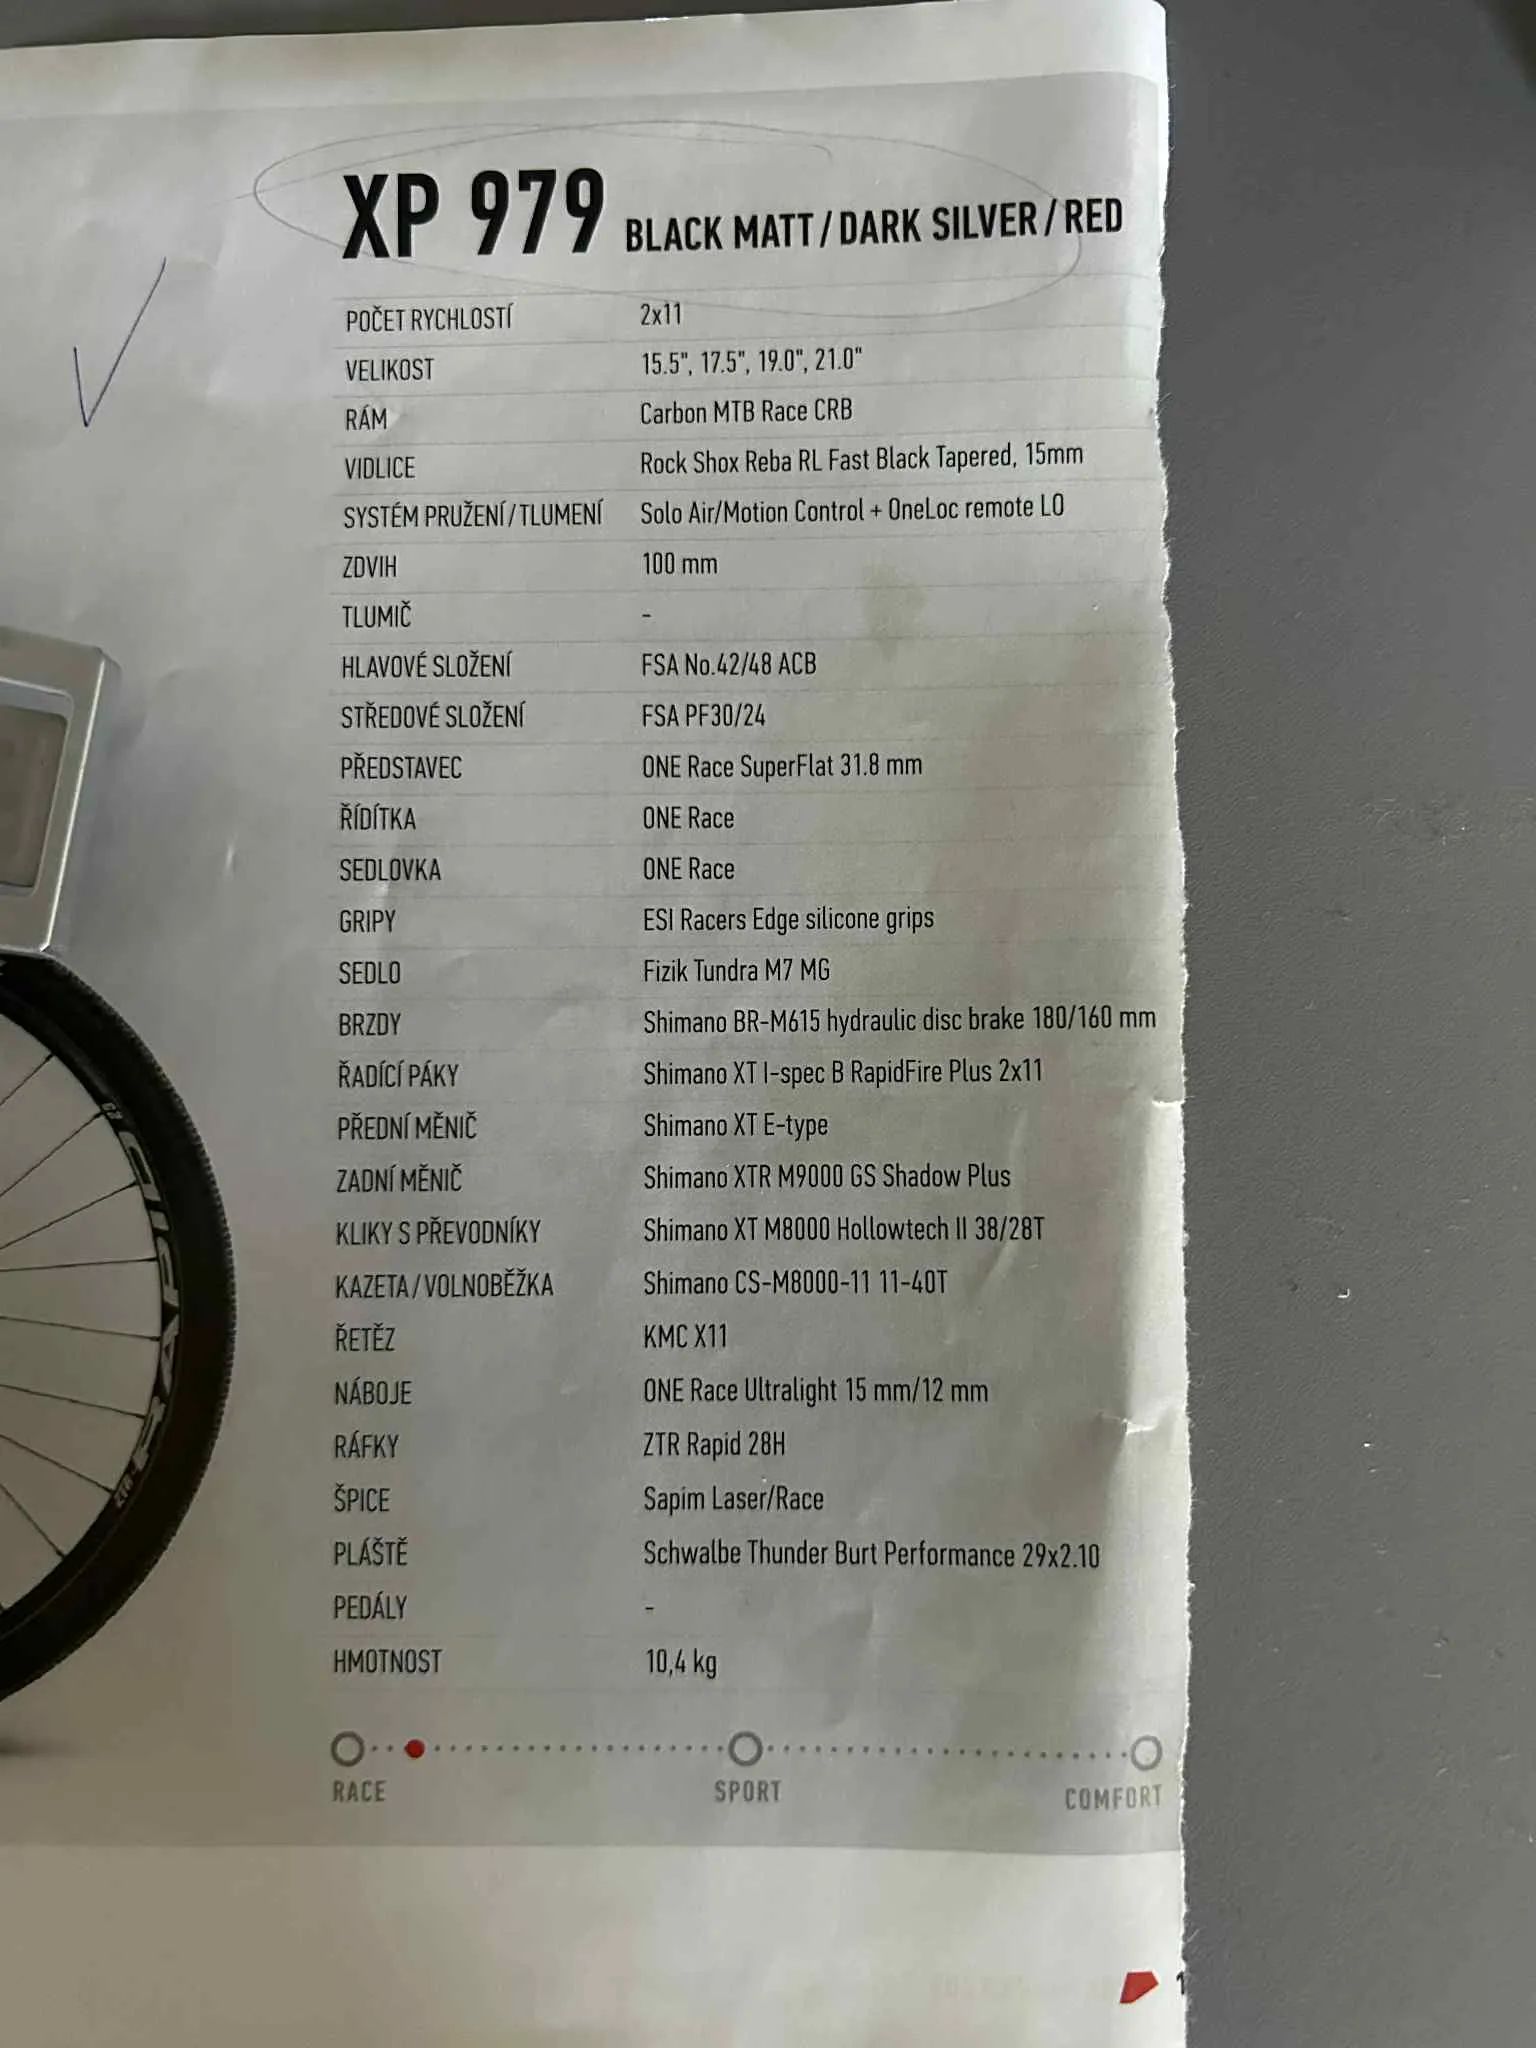 XP 979 BLACK MATT/DARK SILVER/RED
POČET RYCHLOSTÍ 2x11
VELIKOST 15.5", 17.5", 19.0", 21.0"
RÁM Carbon MTB Race CRB
VIDLICE Rock Shox Reba RL Fast Black Tapered, 15mm
SYSTÉM PRUŽENÍ/TLUMENÍ Solo Air/Motion Control + OneLoc remote LO
ZDVIH 100 mm
TLUMIČ -
HLAVOVÉ SLOŽENÍ FSA No.42/48 ACB
STŘEDOVÉ SLOŽENÍ FSA PF30/24
PŘEDSTAVEC ONE Race SuperFlat 31.8 mm
ŘÍDÍTKA ONE Race
SEDLOVKA ONE Race
GRIPY ESI Racers Edge silicone grips
SEDLO Fizik Tundra M7 MG
BRZDY Shimano BR-M615 hydraulic disc brake 180/160 mm
ŘADÍCÍ PÁKY Shimano XT I-spec B RapidFire Plus 2x11
PŘEDNÍ MĚNIČ Shimano XT E-type
ZADNÍ MĚNIČ Shimano XTR M9000 GS Shadow Plus
KLIKY S PŘEVODNÍKY Shimano XT M8000 Hollowtech II 38/28T
KAZETA/VOLNOBĚŽKA Shimano CS-M8000-11 11-40T
ŘETĚZ KMC X11
NÁBOJE ONE Race Ultralight 15 mm/12 mm
RÁFKY ZTR Rapid 28H
ŠPICE Sapim Laser/Race
PLÁŠTĚ Schwalbe Thunder Burt Performance 29x2.10
PEDÁLY -
HMOTNOST 10,4 kg
RACE SPORT COMFORT
1
RAPID
ZTR